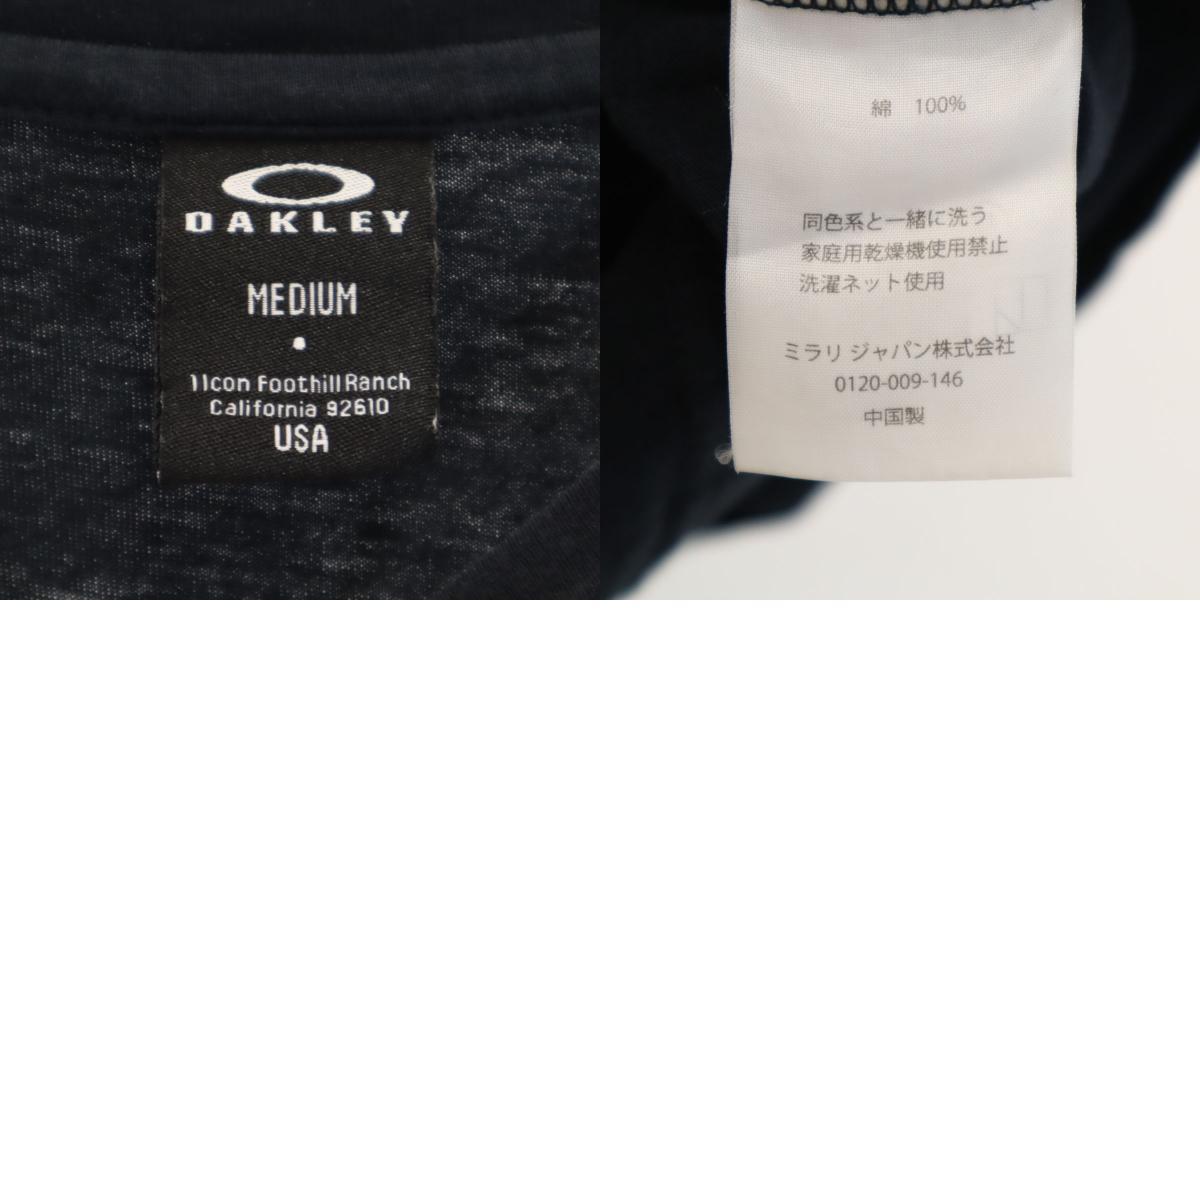 OAKLEY
MEDIUM
1Icon Foothill Ranch
California 92610
USA
綿 100%
同色系と一緒に洗う
家庭用乾燥機使用禁止
洗濯ネット使用
ミラリ ジャパン株式会社
0120-009-146
中国製